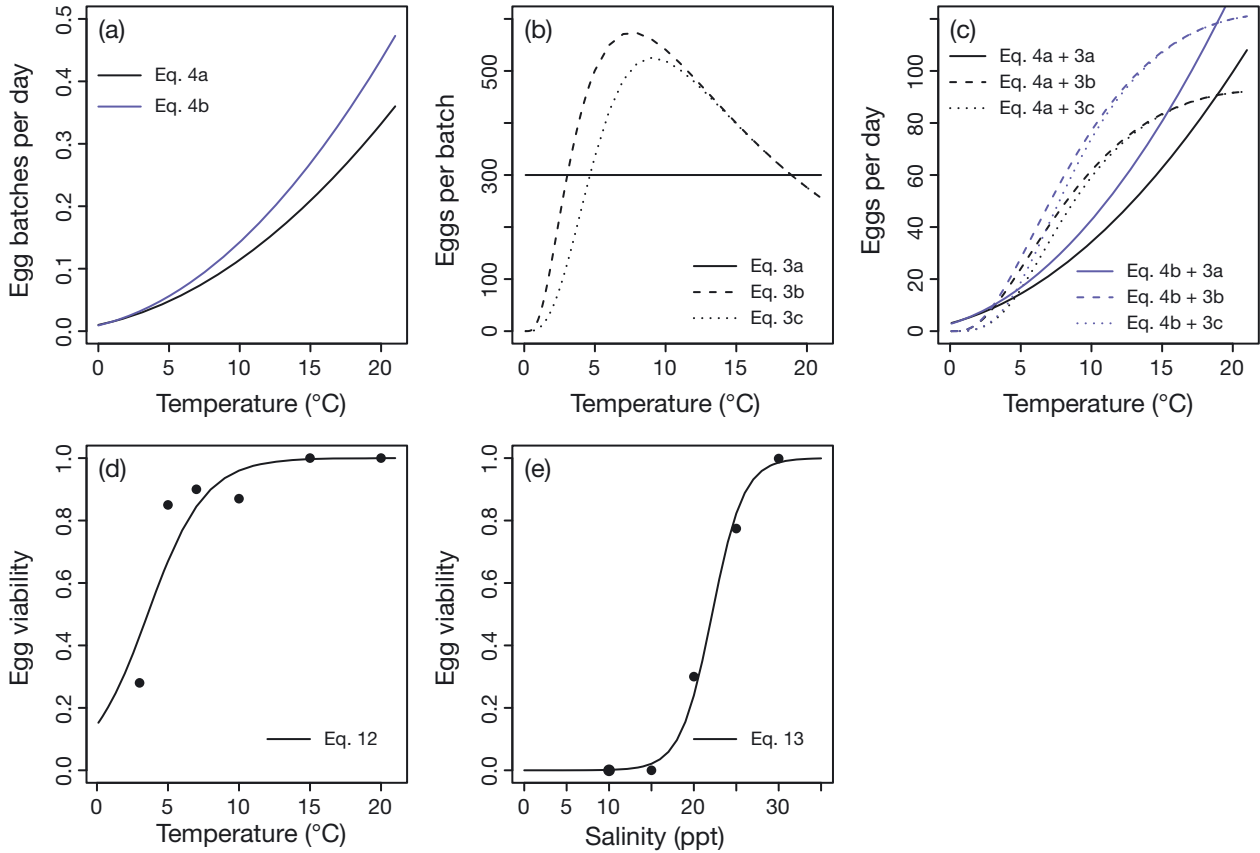 (a)
Eq. 4a
Eq. 4b
0.0 0.1 0.2 0.3 0.4 0.5
Egg batches per day
0 5 10 15 20
Temperature (°C)
(b)
Eq. 3a
Eq. 3b
Eq. 3c
0 100 300 500
Eggs per batch
0 5 10 15 20
Temperature (°C)
(c)
Eq. 4a + 3a
Eq. 4a + 3b
Eq. 4a + 3c
Eq. 4b + 3a
Eq. 4b + 3b
Eq. 4b + 3c
0 20 40 60 80 100
Eggs per day
0 5 10 15 20
Temperature (°C)
(d)
Eq. 12
0.0 0.2 0.4 0.6 0.8 1.0
Egg viability
0 5 10 15 20
Temperature (°C)
(e)
Eq. 13
0.0 0.2 0.4 0.6 0.8 1.0
Egg viability
0 5 10 20 30
Salinity (ppt)